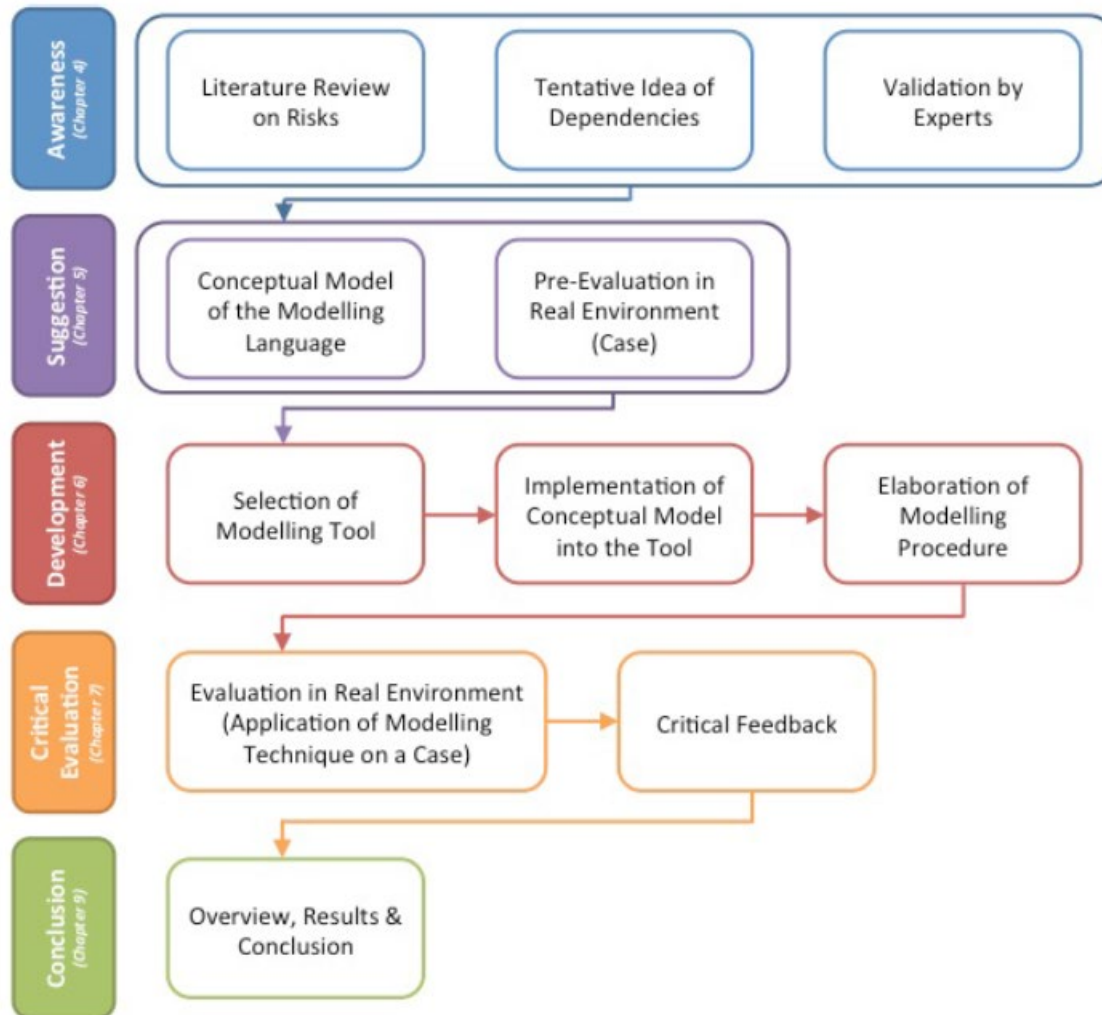 Awareness
(Chapter 4)
Literature Review
on Risks
Tentative Idea of
Dependencies
Validation by
Experts
Suggestion
(Chapter 5)
Conceptual Model
of the Modelling
Language
Pre-Evaluation in
Real Environment
(Case)
Development
(Chapter 6)
Selection of
Modelling Tool
Implementation of
Conceptual Model
into the Tool
Elaboration of
Modelling
Procedure
Critical
Evaluation
(Chapter 7)
Evaluation in Real Environment
(Application of Modelling
Technique on a Case)
Critical Feedback
Conclusion
(Chapter 9)
Overview, Results &
Conclusion